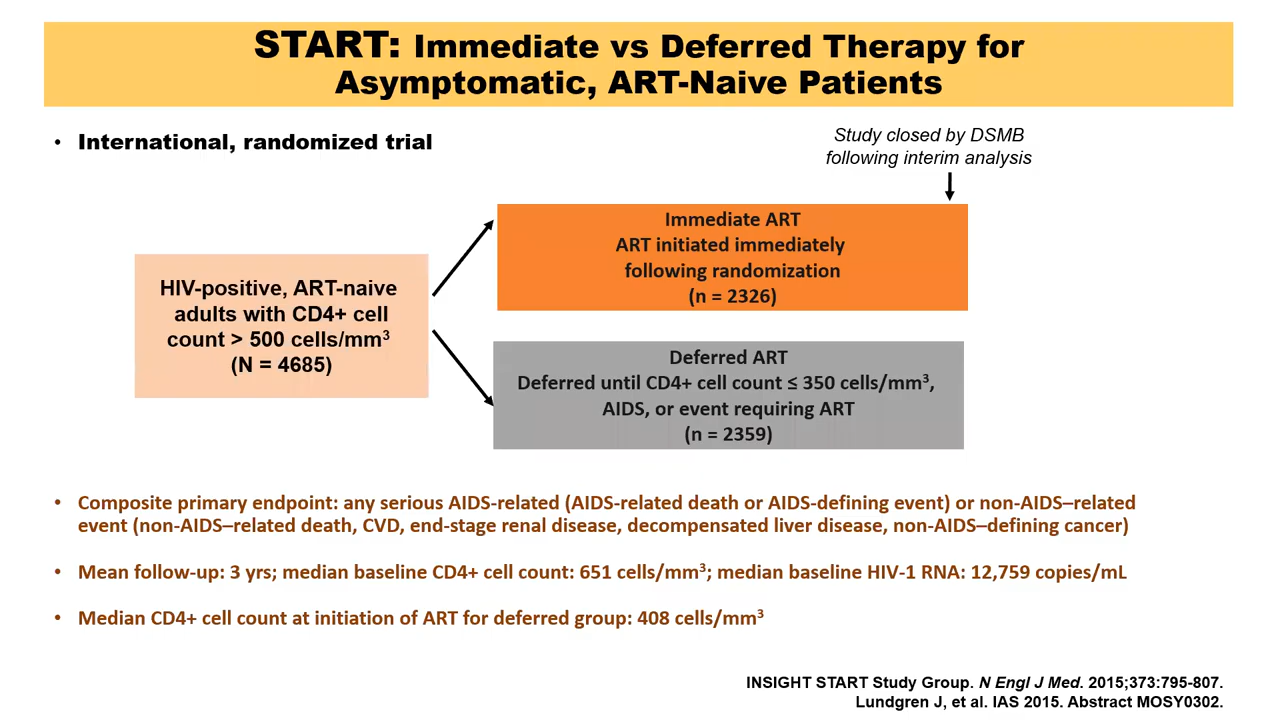 START: Immediate vs Deferred Therapy for
Asymptomatic, ART-Naive Patients
• International, randomized trial
Study closed by DSMB
following interim analysis
HIV-positive, ART-naive
adults with CD4+ cell
count > 500 cells/mm³
(N = 4685)
Immediate ART
ART initiated immediately
following randomization
(n = 2326)
Deferred ART
Deferred until CD4+ cell count ≤ 350 cells/mm³,
AIDS, or event requiring ART
(n = 2359)
• Composite primary endpoint: any serious AIDS-related (AIDS-related death or AIDS-defining event) or non-AIDS–related
event (non-AIDS–related death, CVD, end-stage renal disease, decompensated liver disease, non-AIDS–defining cancer)
• Mean follow-up: 3 yrs; median baseline CD4+ cell count: 651 cells/mm³; median baseline HIV-1 RNA: 12,759 copies/mL
• Median CD4+ cell count at initiation of ART for deferred group: 408 cells/mm³
INSIGHT START Study Group. N Engl J Med. 2015;373:795-807.
Lundgren J, et al. IAS 2015. Abstract MOSY0302.